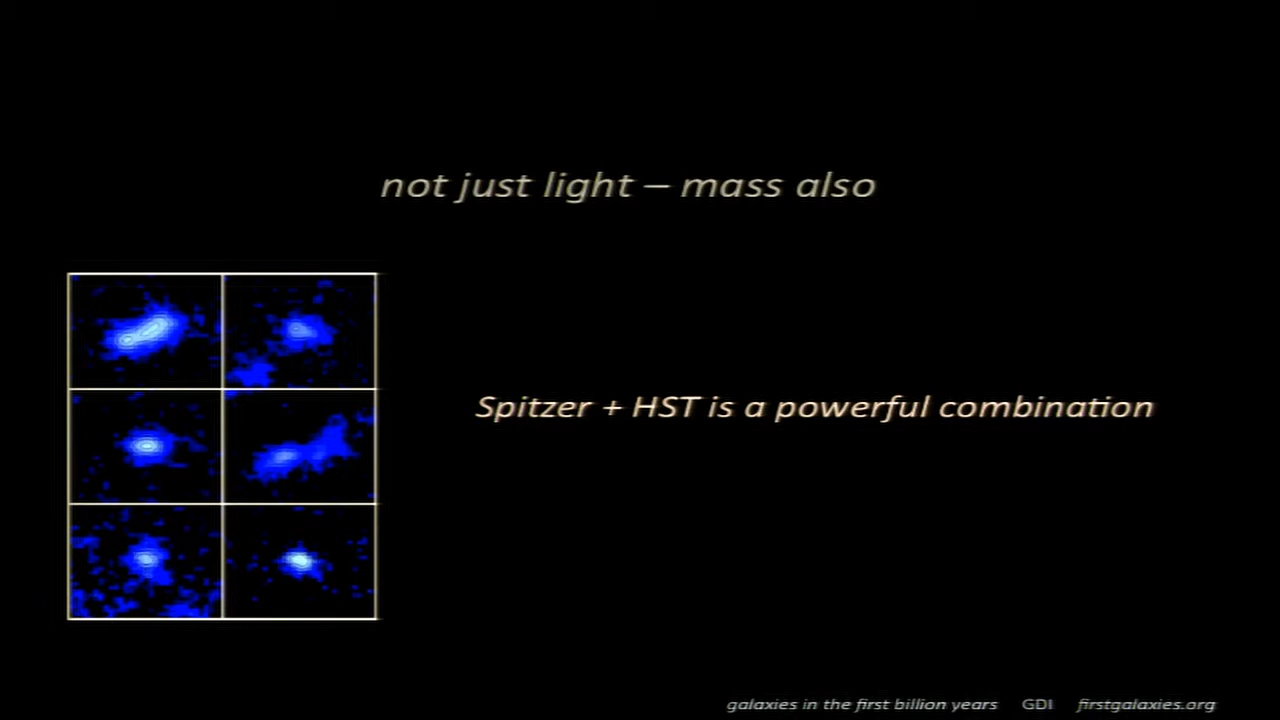 not just light – mass also
Spitzer + HST is a powerful combination
galaxies in the first billion years GDI firstgalaxies.org